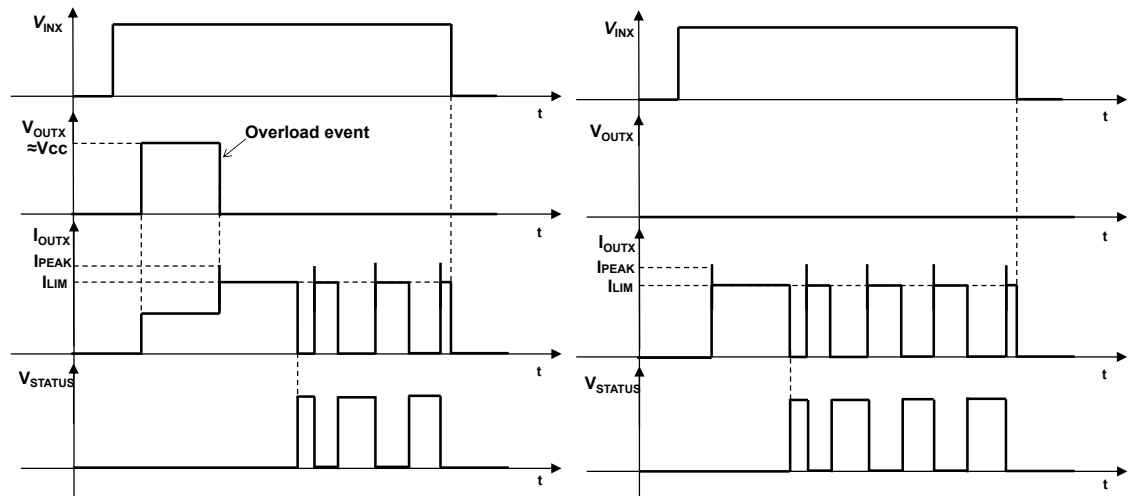 VINX
t
VOUTX
≈Vcc
Overload event
t
IOUTX
IPEAK
ILIM
t
VSTATUS
t
VINX
t
VOUTX
t
IOUTX
IPEAK
ILIM
t
VSTATUS
t